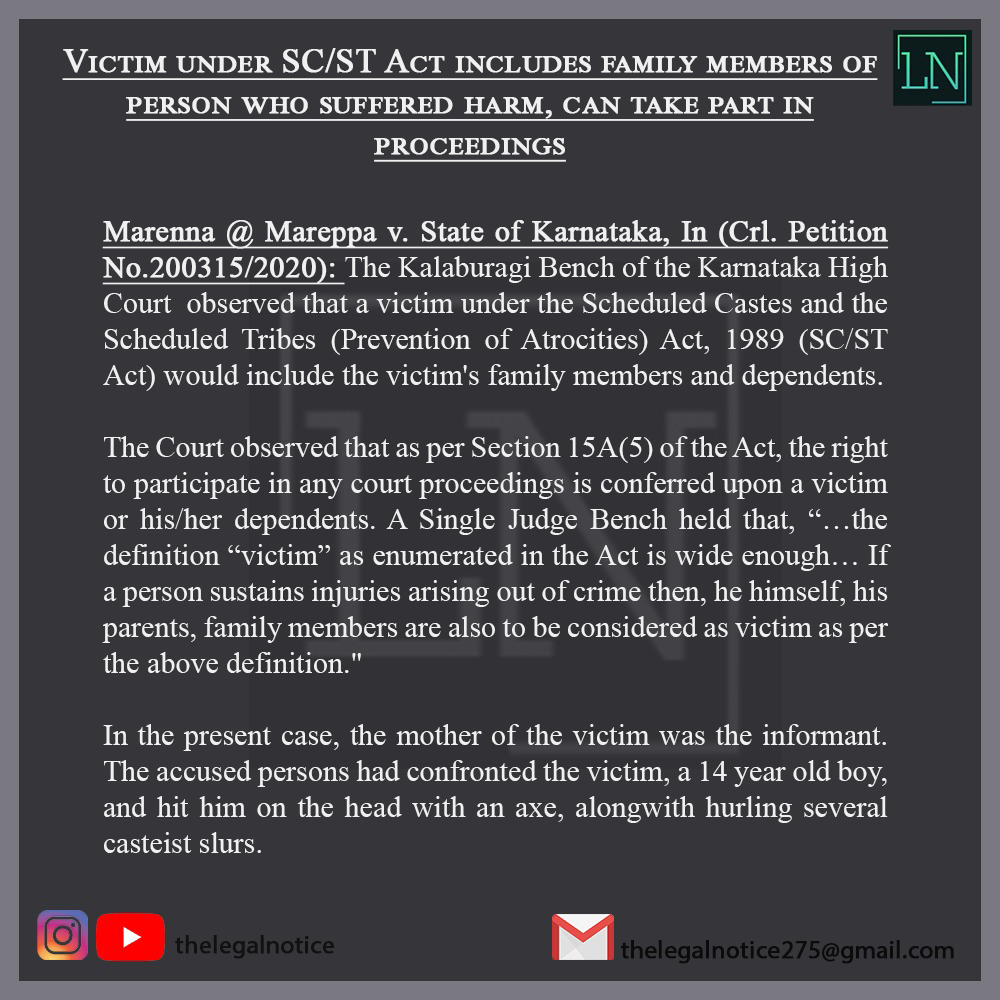 VICTIM UNDER SC/ST ACT INCLUDES FAMILY MEMBERS OF
PERSON WHO SUFFERED HARM, CAN TAKE PART IN
PROCEEDINGS
LN
Marenna @ Mareppa v. State of Karnataka, In (Crl. Petition
No.200315/2020): The Kalaburagi Bench of the Karnataka High
Court observed that a victim under the Scheduled Castes and the
Scheduled Tribes (Prevention of Atrocities) Act, 1989 (SC/ST
Act) would include the victim's family members and dependents.
The Court observed that as per Section 15A(5) of the Act, the right
to participate in any court proceedings is conferred upon a victim
or his/her dependents. A Single Judge Bench held that, “…the
definition “victim” as enumerated in the Act is wide enough… If
a person sustains injuries arising out of crime then, he himself, his
parents, family members are also to be considered as victim as per
the above definition."
In the present case, the mother of the victim was the informant.
The accused persons had confronted the victim, a 14 year old boy,
and hit him on the head with an axe, alongwith hurling several
casteist slurs.
thelegalnotice
thelegalnotice275@gmail.com